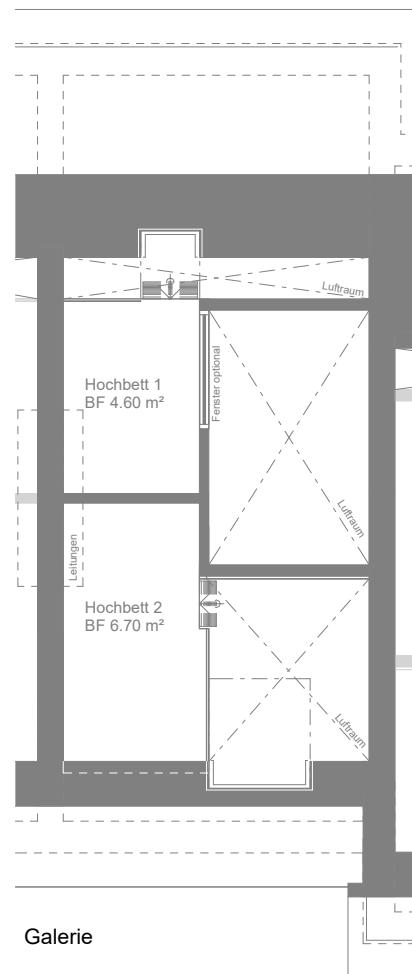 Luftraum
Hochbett 1
BF 4.60 m²
Fenster optional
Luftraum
Leitungen
Hochbett 2
BF 6.70 m²
Luftraum
Galerie